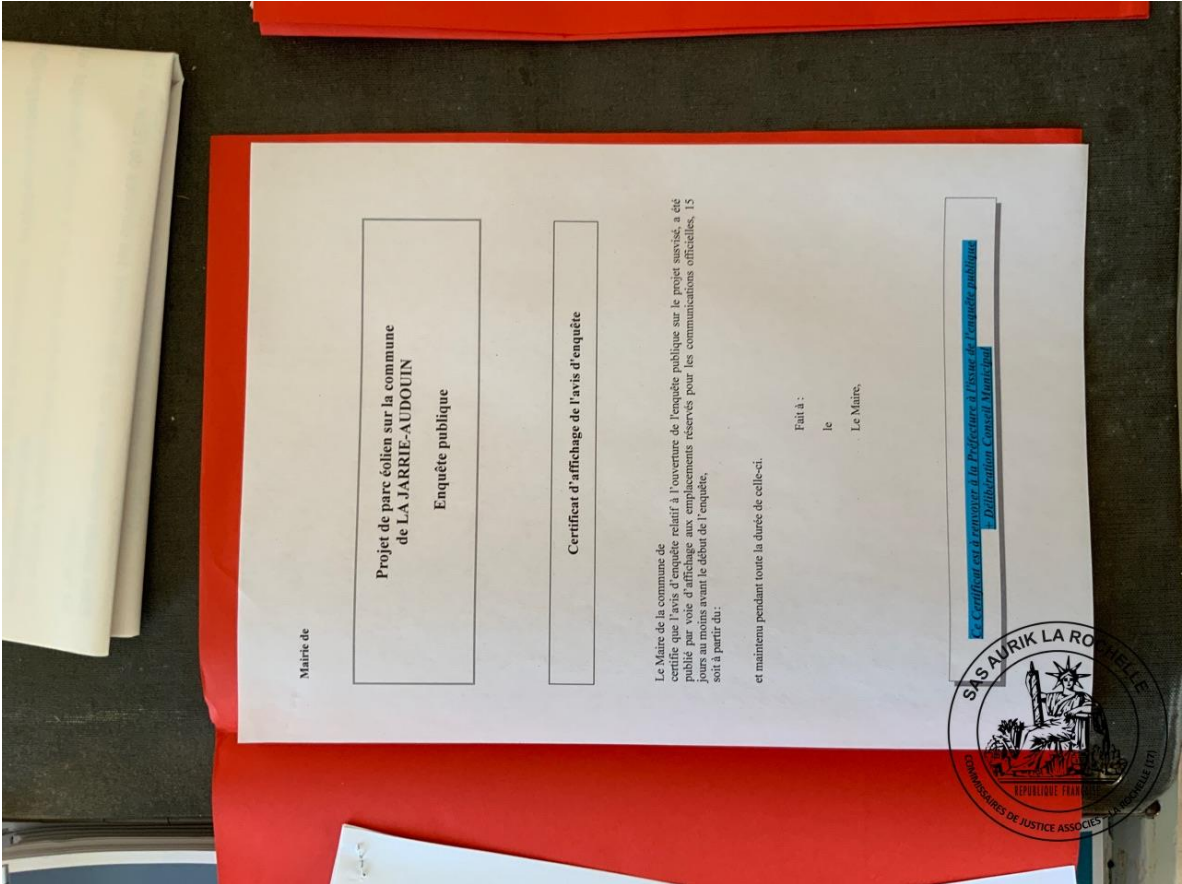 Mairie de
Projet de parc éolien sur la commune
de LA JARRIE-AUDOUIN
Enquête publique
Certificat d'affichage de l'avis d'enquête
Le Maire de la commune de
certifie que l'avis d'enquête relatif à l'ouverture de l'enquête publique sur le projet susvisé, a été
publié par voie d'affichage aux emplacements réservés pour les communications officielles, 15
jours au moins avant le début de l'enquête,
soit à partir du :
et maintenu pendant toute la durée de celle-ci.
Fait à :
le
Le Maire,
Ce Certificat est à renvoyer à la Préfecture à l'issue de l'enquête publique
- Délibération Conseil Municipal
SAS AURIK LA ROCHELLE
REPUBLIQUE FRANÇAISE
COMMISSAIRES DE JUSTICE ASSOCIES - LA ROCHELLE (17)